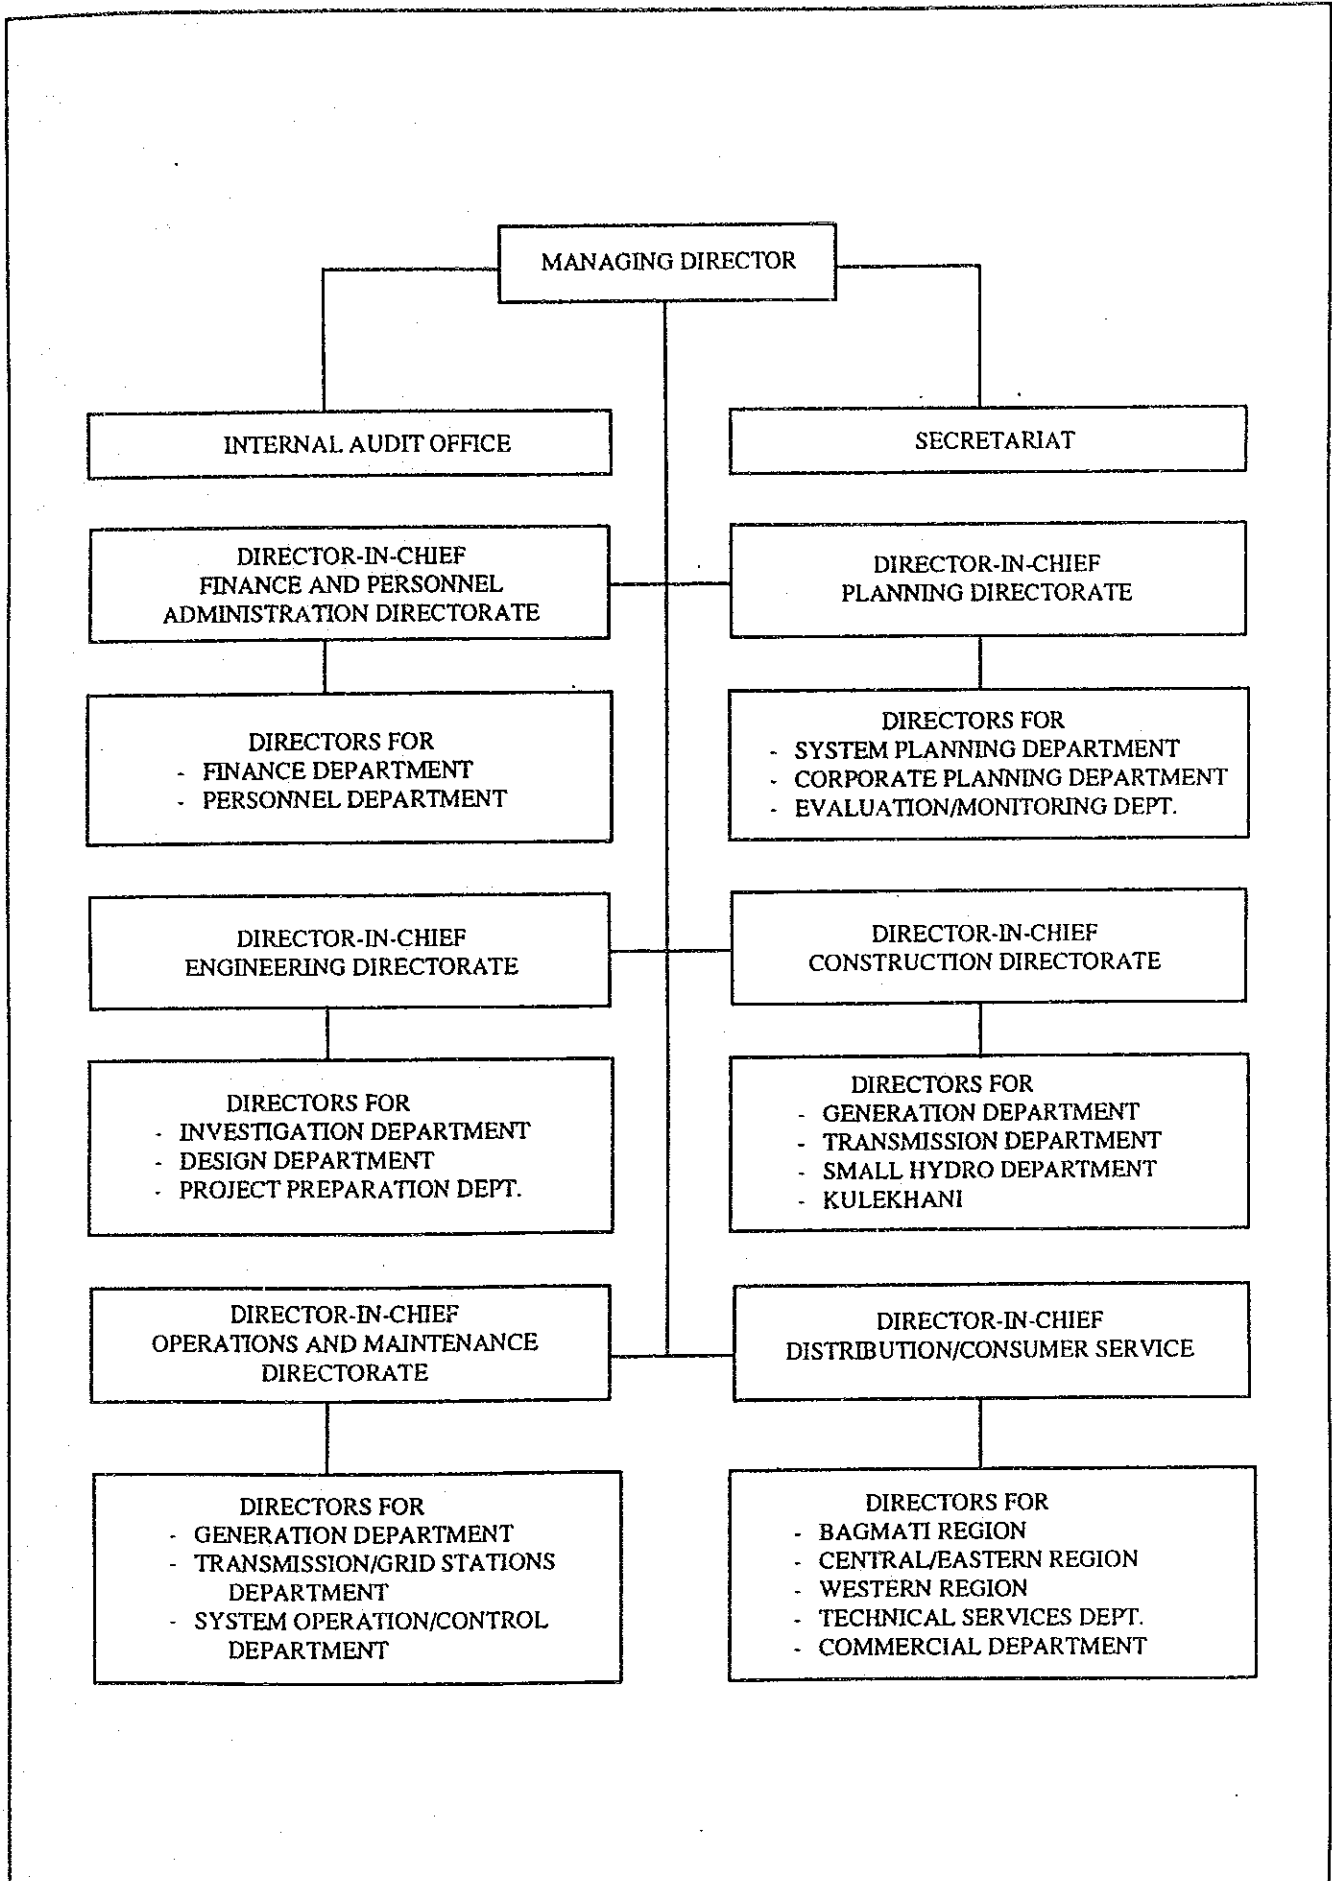 MANAGING DIRECTOR
INTERNAL AUDIT OFFICE
SECRETARIAT
DIRECTOR-IN-CHIEF
FINANCE AND PERSONNEL
ADMINISTRATION DIRECTORATE
DIRECTOR-IN-CHIEF
PLANNING DIRECTORATE
DIRECTORS FOR
- FINANCE DEPARTMENT
- PERSONNEL DEPARTMENT
DIRECTORS FOR
- SYSTEM PLANNING DEPARTMENT
- CORPORATE PLANNING DEPARTMENT
- EVALUATION/MONITORING DEPT.
DIRECTOR-IN-CHIEF
ENGINEERING DIRECTORATE
DIRECTOR-IN-CHIEF
CONSTRUCTION DIRECTORATE
DIRECTORS FOR
- INVESTIGATION DEPARTMENT
- DESIGN DEPARTMENT
- PROJECT PREPARATION DEPT.
DIRECTORS FOR
- GENERATION DEPARTMENT
- TRANSMISSION DEPARTMENT
- SMALL HYDRO DEPARTMENT
- KULEKHANI
DIRECTOR-IN-CHIEF
OPERATIONS AND MAINTENANCE
DIRECTORATE
DIRECTOR-IN-CHIEF
DISTRIBUTION/CONSUMER SERVICE
DIRECTORS FOR
- GENERATION DEPARTMENT
- TRANSMISSION/GRID STATIONS
DEPARTMENT
- SYSTEM OPERATION/CONTROL
DEPARTMENT
DIRECTORS FOR
- BAGMATI REGION
- CENTRAL/EASTERN REGION
- WESTERN REGION
- TECHNICAL SERVICES DEPT.
- COMMERCIAL DEPARTMENT